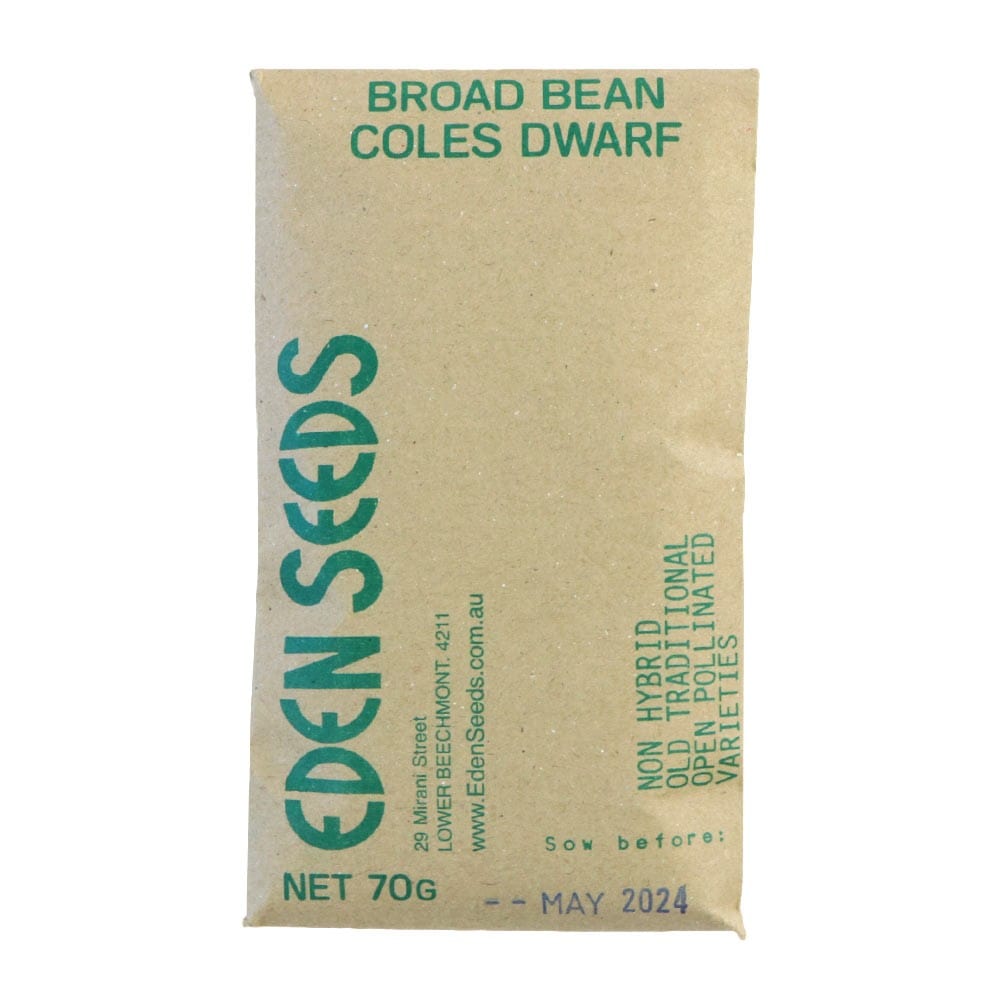 BROAD BEAN
COLES DWARF
EDEN SEEDS
29 Mirani Street
LOWER BEECHMONT. 4211
www.EdenSeeds.com.au
NON HYBRID
OLD TRADITIONAL
OPEN POLLINATED
VARIETIES
Sow before:
NET 70G
-- MAY 2024